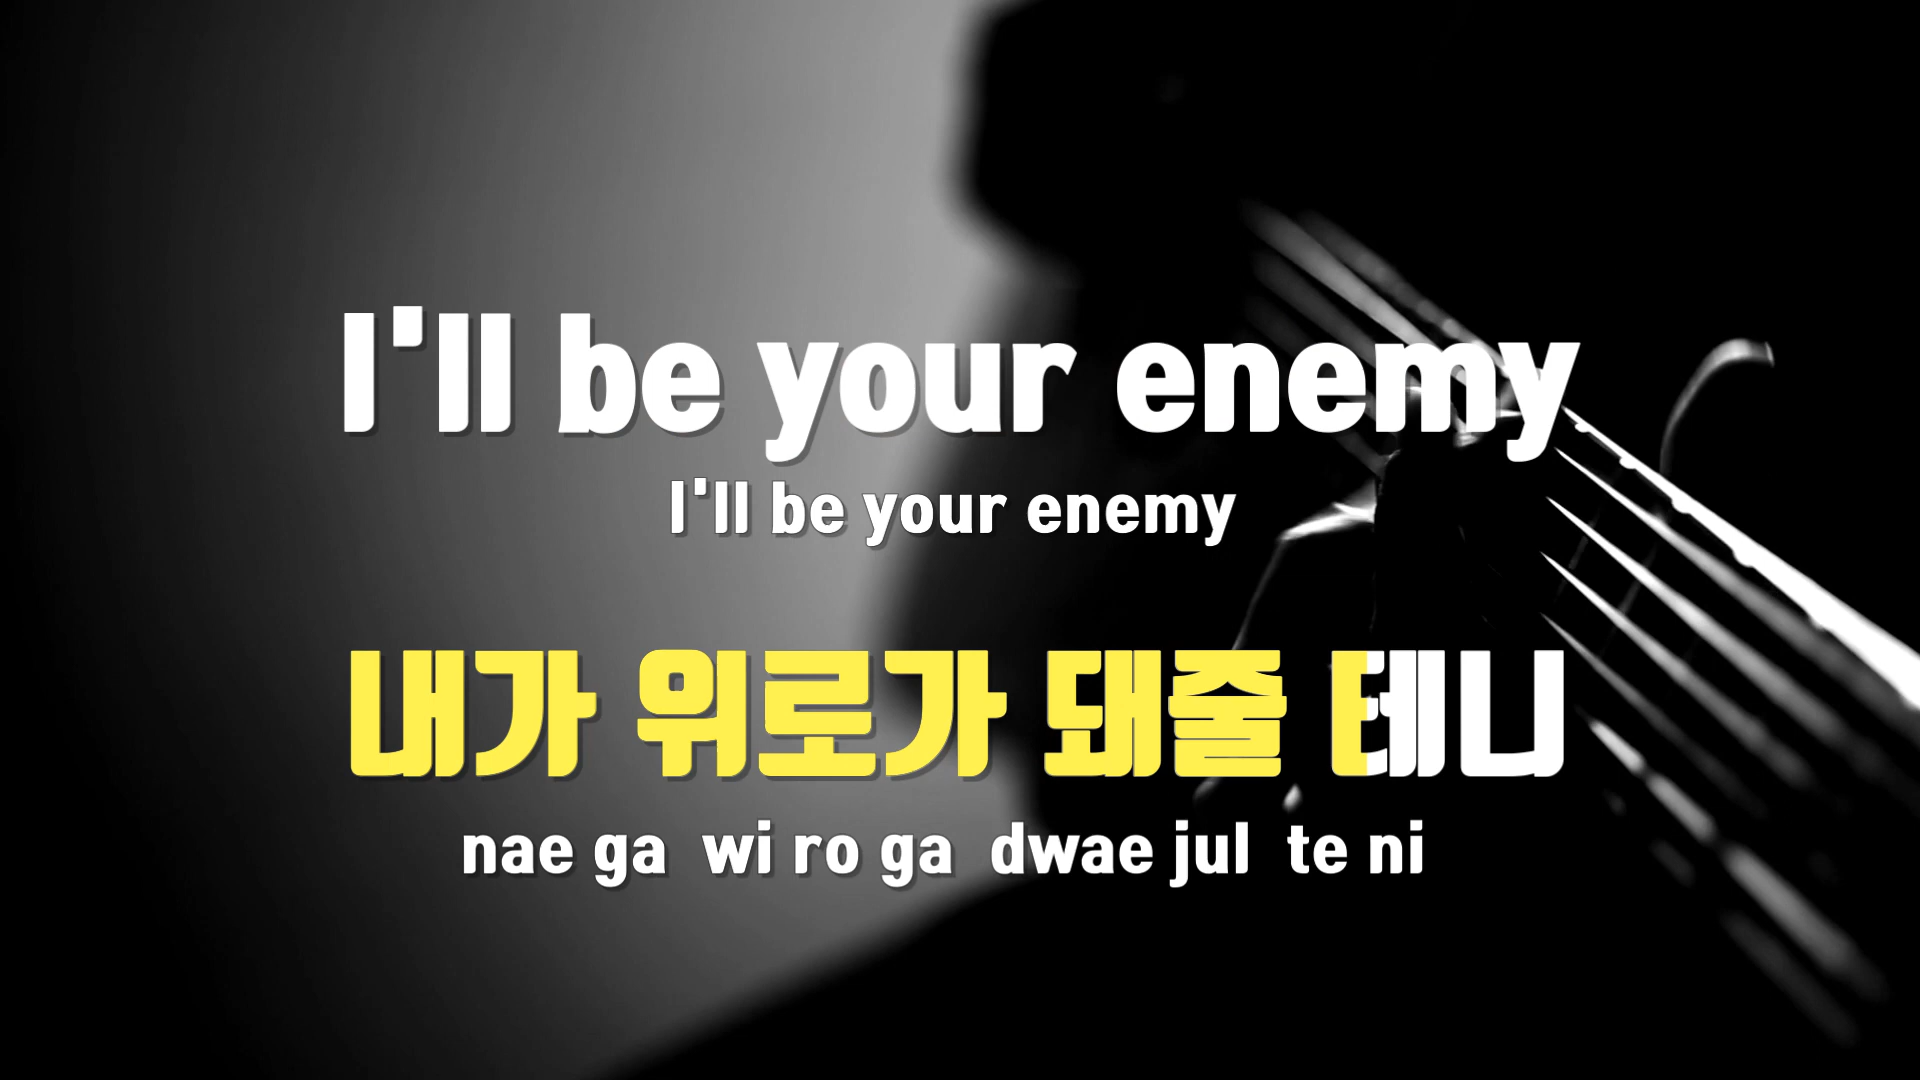 I'll be your enemy
I'll be your enemy
내가 위로가 돼줄 테니
nae ga wi ro ga dwae jul te ni